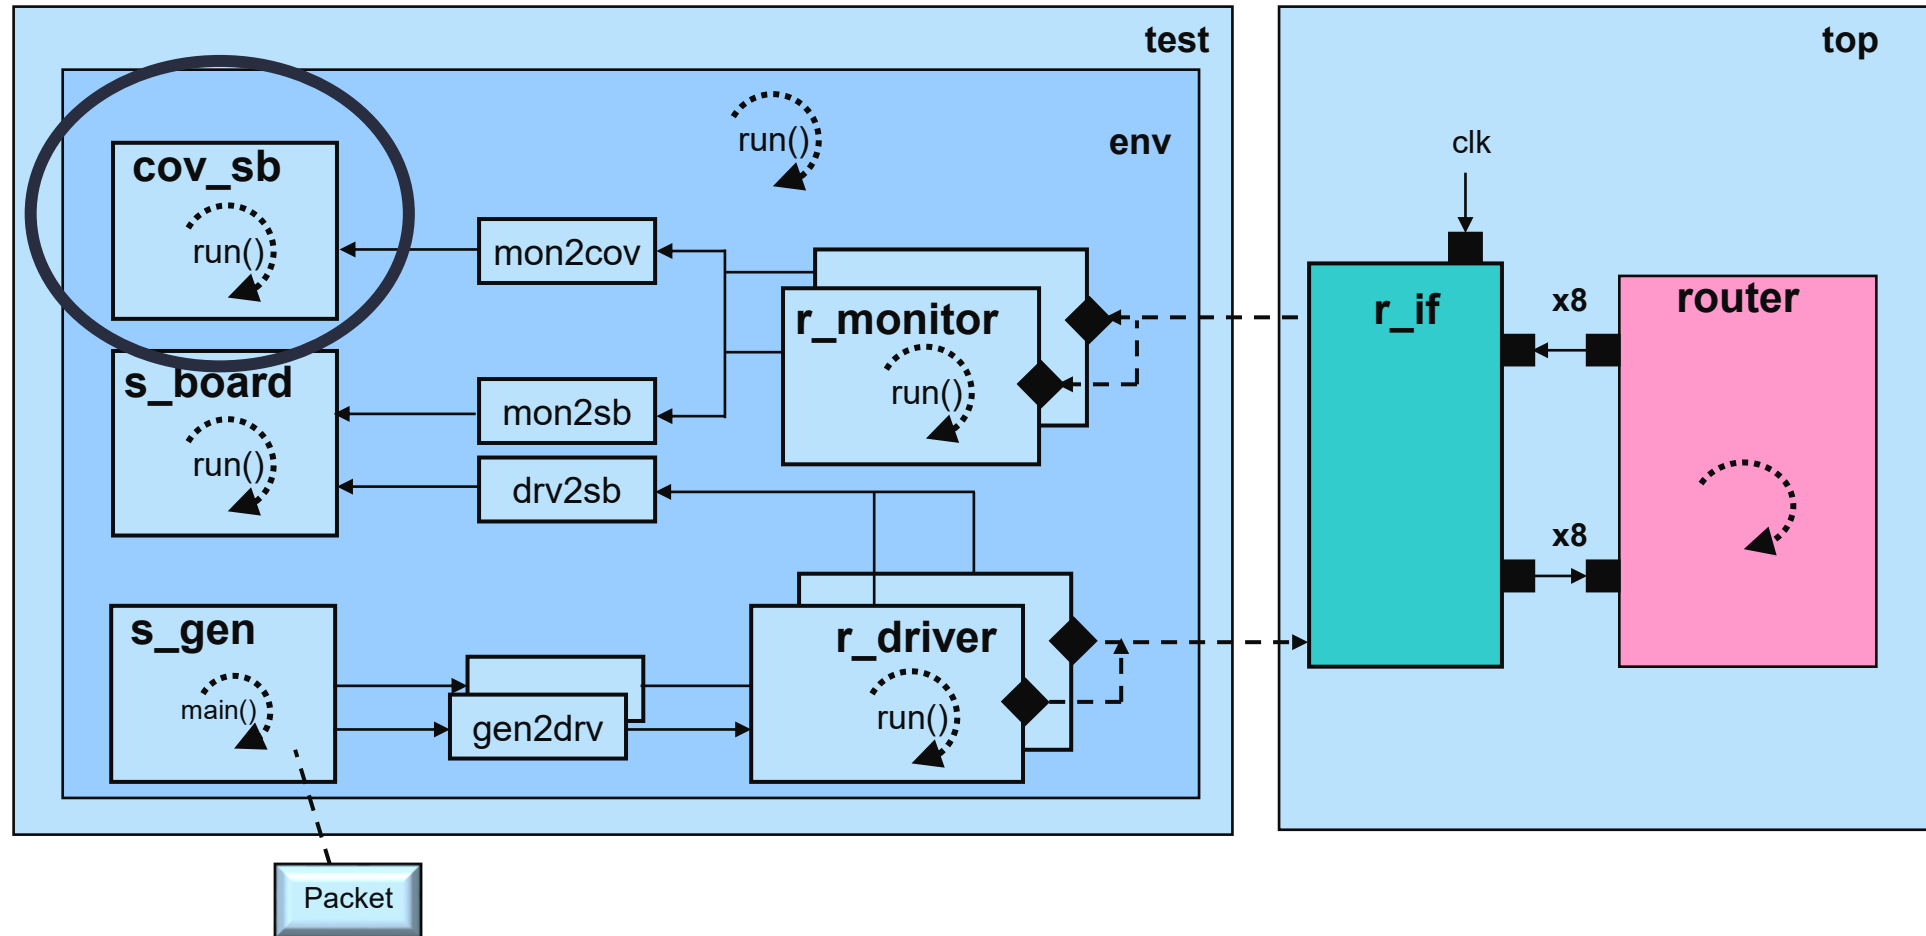 test
top
env
run()
clk
cov_sb
run()
mon2cov
r_monitor
run()
r_if
x8
router
s_board
run()
mon2sb
drv2sb
x8
s_gen
main()
gen2drv
r_driver
run()
Packet